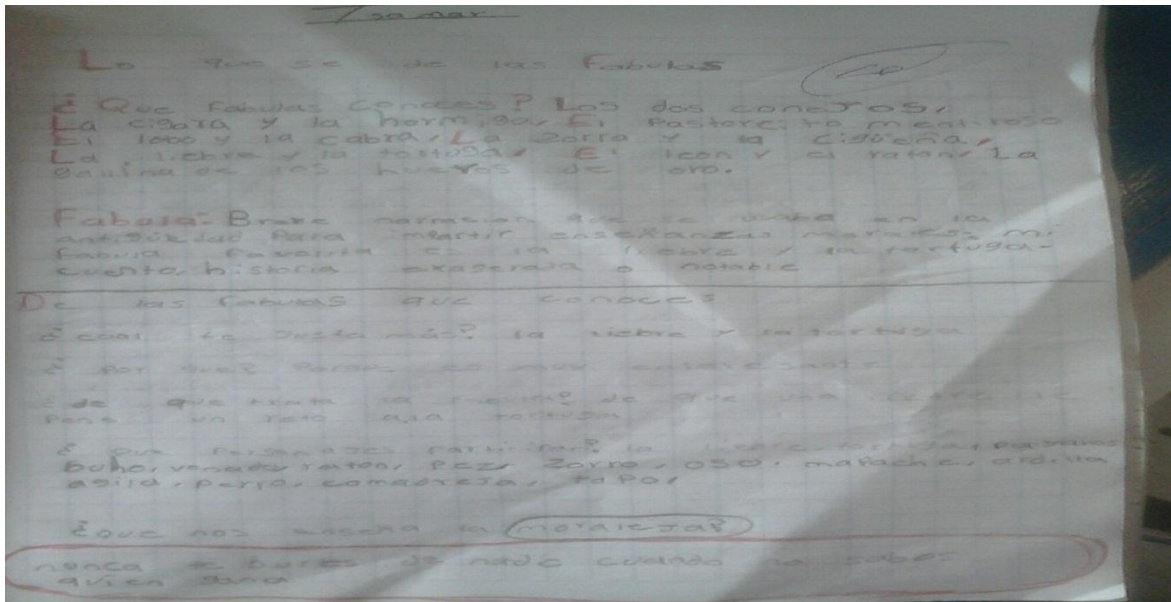 Isamar
Lo que se de las Fabulas
¿Que Fabulas conoces? Los dos conejos,
La cigara y la hormiga, El Pastorcito mentiroso
El lobo y la cabra, La zorra y la cigüeña,
La liebre y la tortuga, El leon y el raton, La
gallina de los huevos de oro.
Fabula: Breve narrasion que se usaba en la
antigüedad Para impartir enseñanzas morales mi
Fabula favorita es la liebre y la tortuga-
cuento, historia exagerada o notable
De las Fabulas que conoces
¿cual te gusta más? la liebre y la tortuga
¿ Por que? Porque es muy interesante
¿de que trata la de que una liebre le
Pone un reto ala tortuga
¿ Que Personajes Participan? la liebre tortuga, Pajaros
buho, venado, raton, Pez, zorro, oso, mapache, ardilla
aguila, perro, comadreja, topo,
¿Que nos enseña la moraleja?
nunca te burles de nade cuando no sabes
quien gana